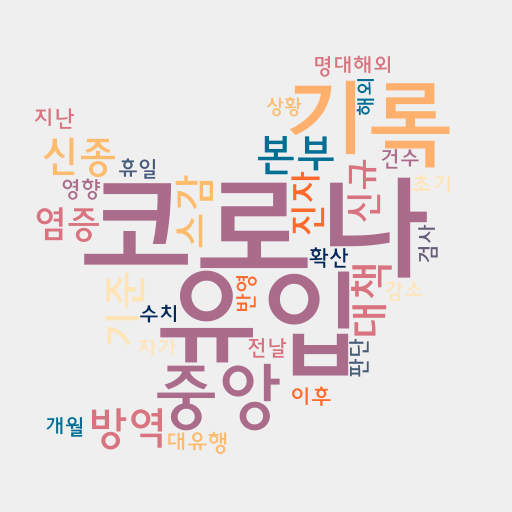 명대해외
해외
상황
기록
지난
신종
휴일
본부
건수
영향
스감
진자
신규
초기
염증
코로나
검사
확산
기준
수치
유입
반영
대책
감소
자가
전날
판단
중앙
이후
개월
방역
대유행